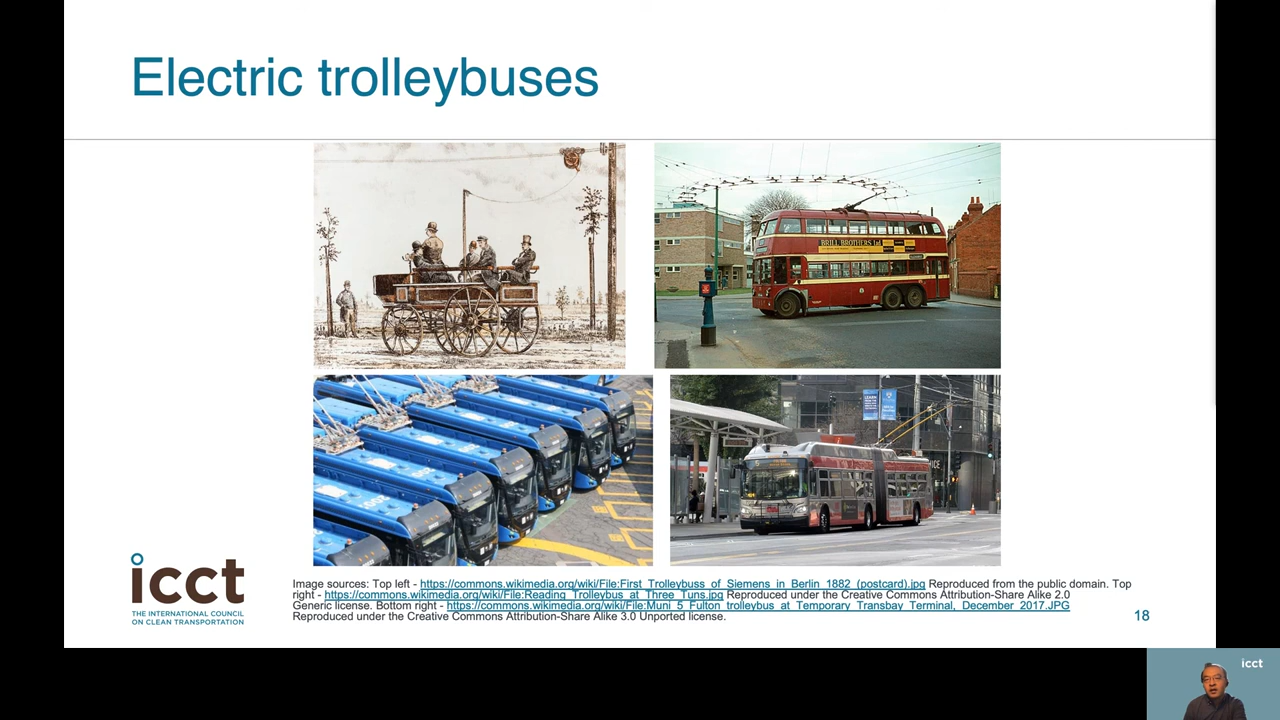 Electric trolleybuses
BRILL BROTHERS Ltd
icct
THE INTERNATIONAL COUNCIL
ON CLEAN TRANSPORTATION
Image sources: Top left - https://commons.wikimedia.org/wiki/File:First_Trolleybuss_of_Siemens_in_Berlin_1882_(postcard).jpg Reproduced from the public domain. Top
right - https://commons.wikimedia.org/wiki/File:Reading_Trolleybus_at_Three_Tuns.jpg Reproduced under the Creative Commons Attribution-Share Alike 2.0
Generic license. Bottom right - https://commons.wikimedia.org/wiki/File:Muni_5_Fulton_trolleybus_at_Temporary_Transbay_Terminal,_December_2017.JPG
Reproduced under the Creative Commons Attribution-Share Alike 3.0 Unported license.
18
icct